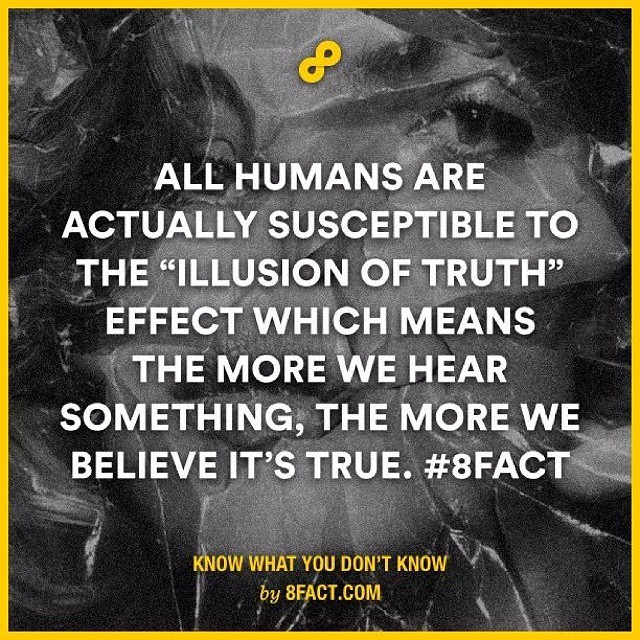 ALL HUMANS ARE
ACTUALLY SUSCEPTIBLE TO
THE “ILLUSION OF TRUTH”
EFFECT WHICH MEANS
THE MORE WE HEAR
SOMETHING, THE MORE WE
BELIEVE IT’S TRUE. #8FACT
KNOW WHAT YOU DON’T KNOW
by 8FACT.COM